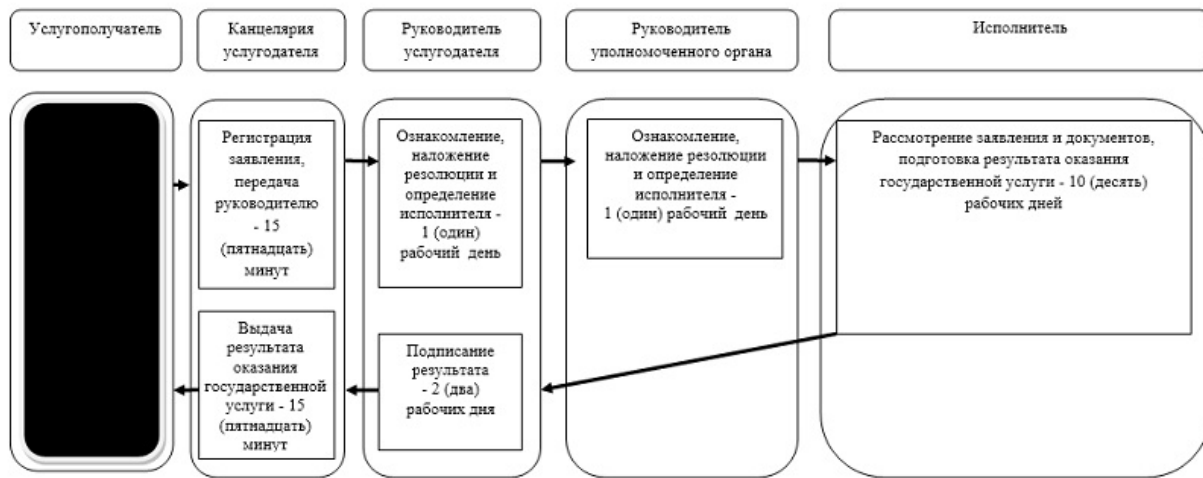 Услугополучатель
Канцелярия
услугодателя
Руководитель
услугодателя
Руководитель
уполномоченного органа
Исполнитель
Регистрация
заявления,
передача
руководителю
- 15
(пятнадцать)
минут
Ознакомление,
наложение
резолюции и
определение
исполнителя -
1 (один)
рабочий день
Ознакомление,
наложение резолюции
и определение
исполнителя -
1 (один) рабочий день
Рассмотрение заявления и документов,
подготовка результата оказания
государственной услуги - 10 (десять)
рабочих дней
Выдача
результата
оказания
государственной
услуги - 15
(пятнадцать)
минут
Подписание
результата
- 2 (два)
рабочих дня